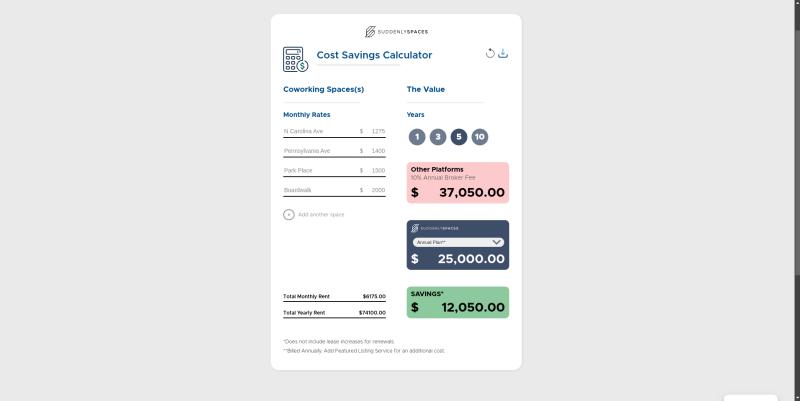 SUDDENLYSPACES
Cost Savings Calculator
Coworking Spaces(s)
Monthly Rates
N Carolina Ave $ 1275
Pennsylvania Ave $ 1400
Park Place $ 1500
Boardwalk $ 2000
+ Add another space
Total Monthly Rent $6175.00
Total Yearly Rent $74100.00
The Value
Years
1 3 5 10
Other Platforms
10% Annual Broker Fee
$ 37,050.00
SUDDENLYSPACES
Annual Plan**
$ 25,000.00
SAVINGS*
$ 12,050.00
*Does not include lease increases for renewals.
**Billed Annually. Add Featured Listing Service for an additional cost.